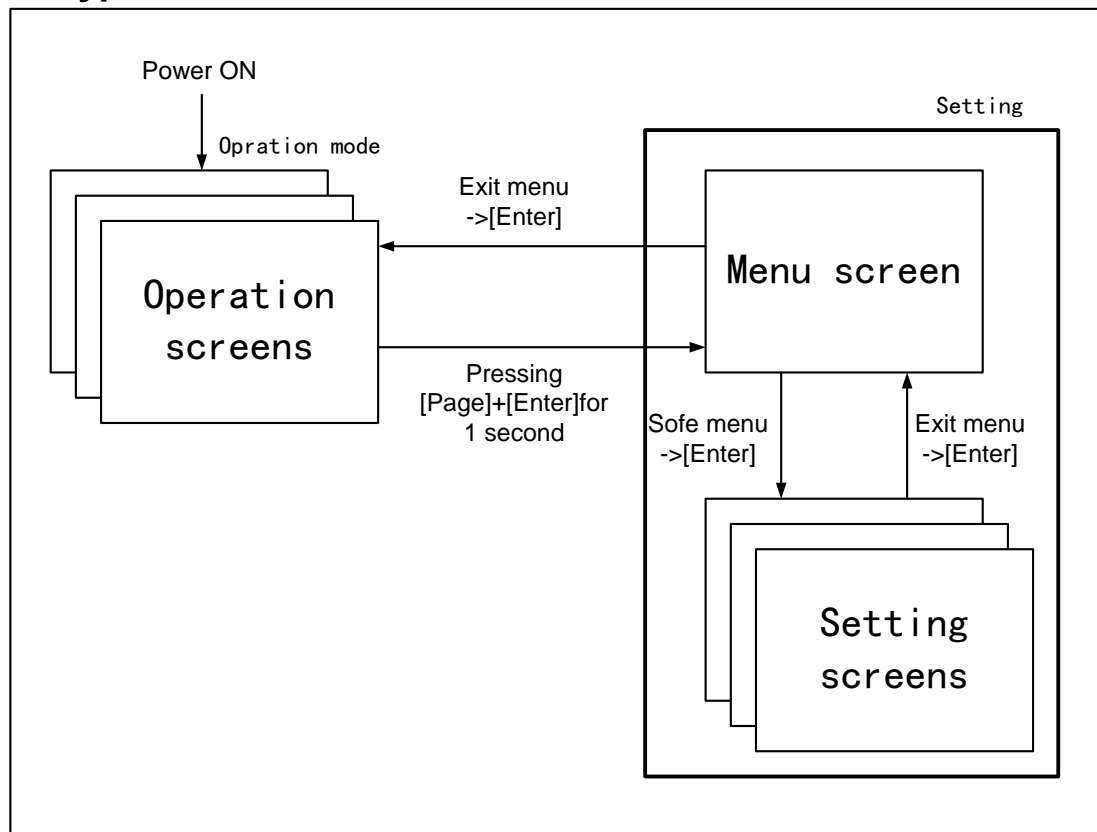 Power ON
Opration mode
Operation
screens
Exit menu
->[Enter]
Pressing
[Page]+[Enter]for
1 second
Setting
Menu screen
Sofe menu
->[Enter]
Exit menu
->[Enter]
Setting
screens